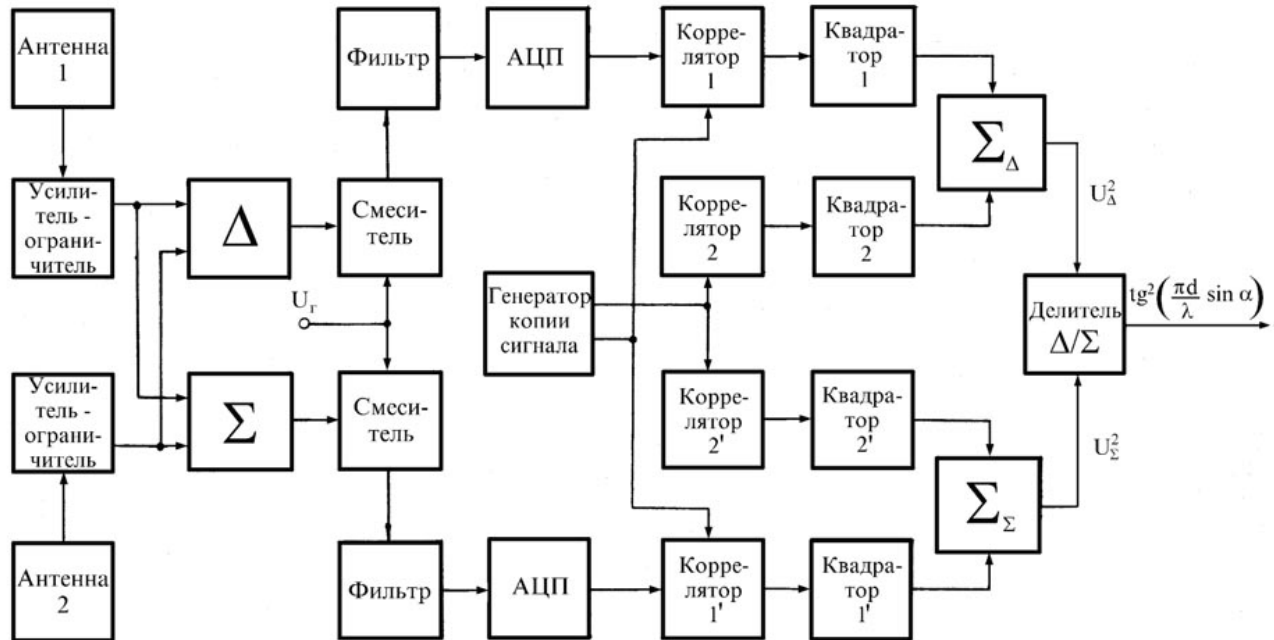 Антенна
1
Усили-
тель -
ограни-
читель
Δ
Смеси-
тель
Фильтр
АЦП
Корре-
лятор
1
Квадра-
тор
1
Σ_Δ
U_Δ^2
Корре-
лятор
2
Квадра-
тор
2
U_г
Генератор
копии
сигнала
Делитель
Δ/Σ
tg²(πd/λ sin α)
Усили-
тель -
ограни-
читель
Σ
Смеси-
тель
Корре-
лятор
2'
Квадра-
тор
2'
U_Σ^2
Σ_Σ
Антенна
2
Фильтр
АЦП
Корре-
лятор
1'
Квадра-
тор
1'